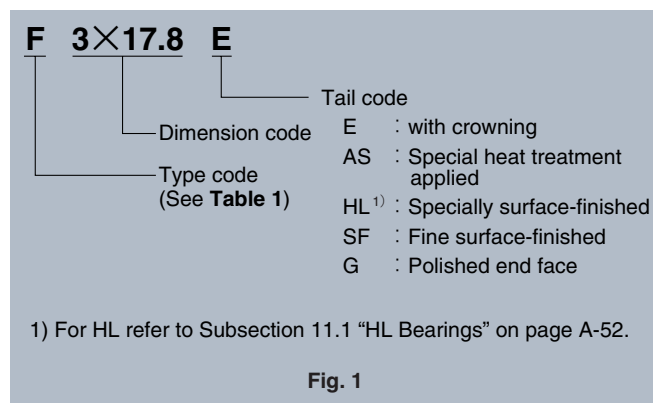 F 3×17.8 E
Tail code
E : with crowning
Dimension code
AS : Special heat treatment
applied
Type code
(See Table 1)
HL1) : Specially surface-finished
SF : Fine surface-finished
G : Polished end face
1) For HL refer to Subsection 11.1 “HL Bearings” on page A-52.
Fig. 1